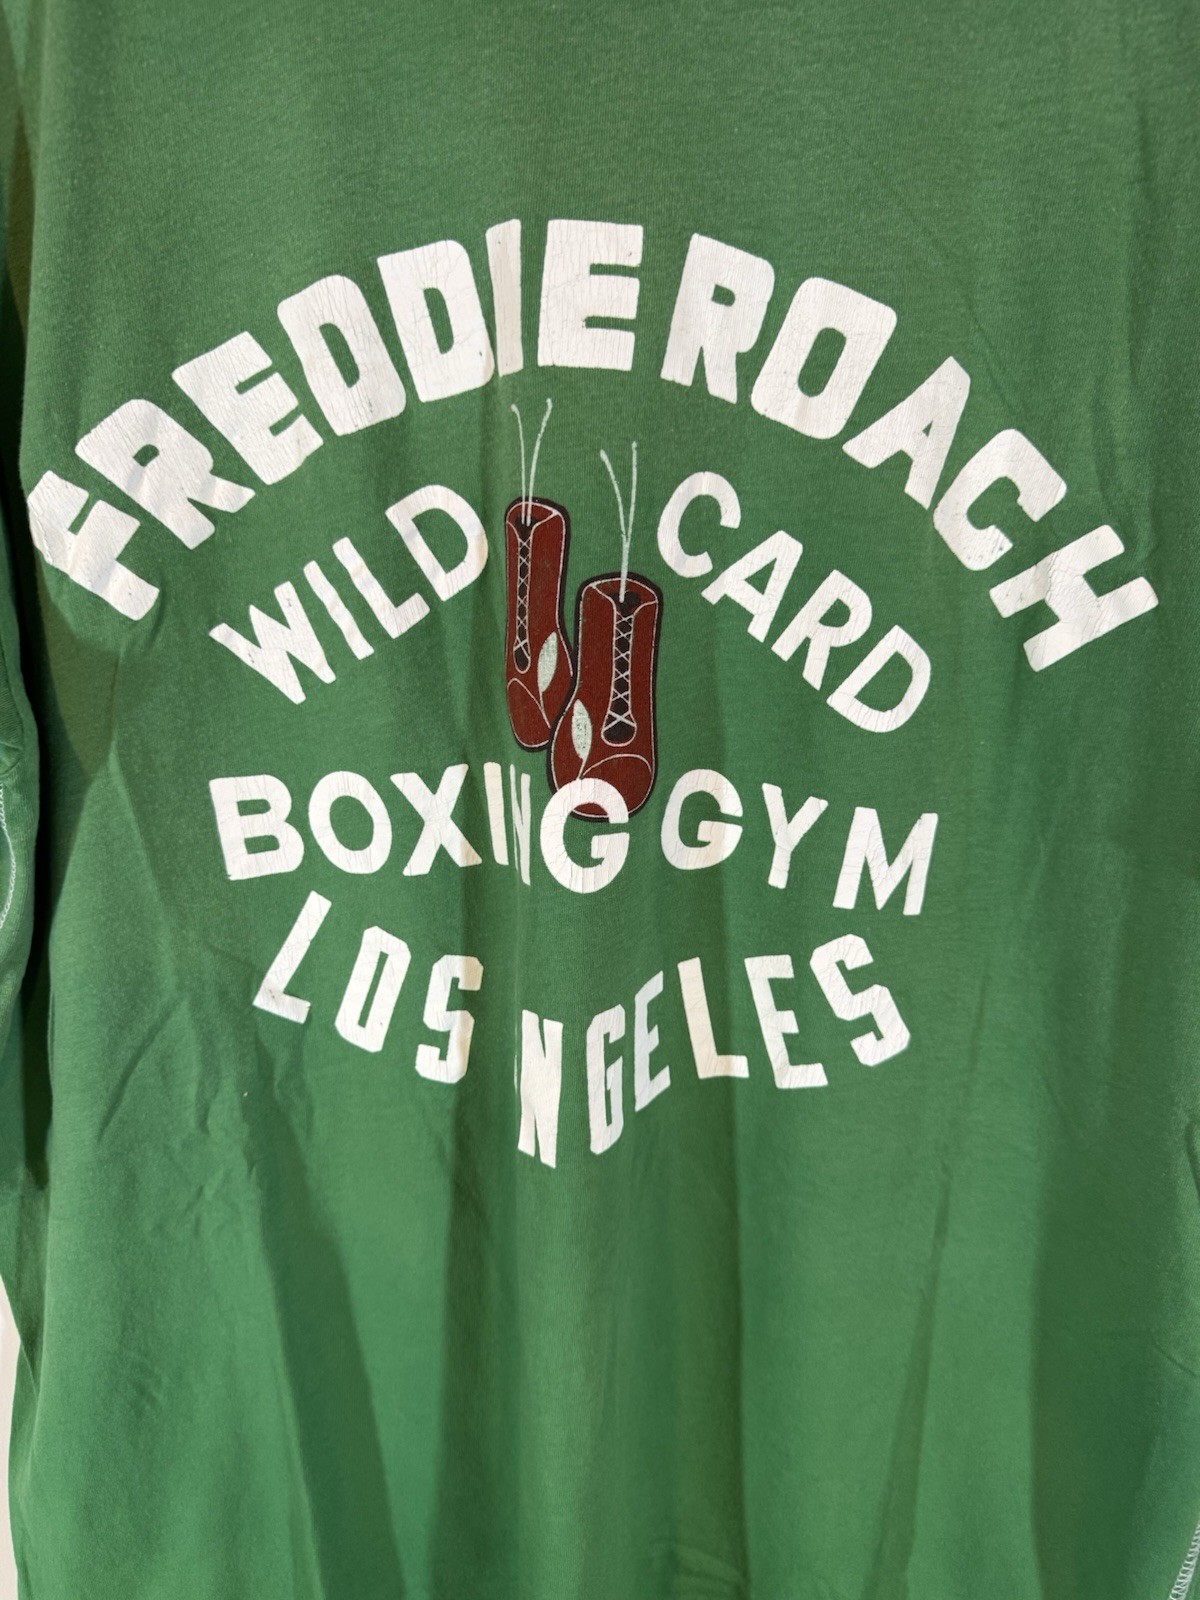 FREDDIE ROACH
WILD CARD
BOXING GYM
LOS ANGELES